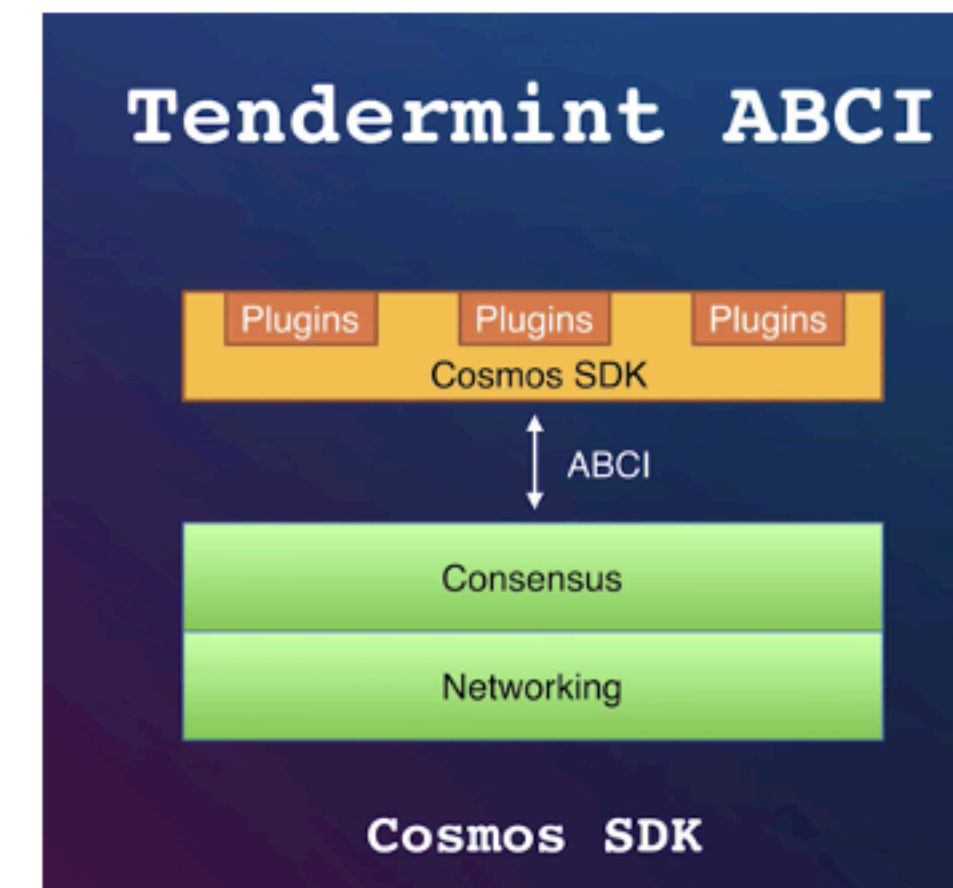 Tendermint ABCI
Plugins Plugins Plugins
Cosmos SDK
ABCI
Consensus
Networking
Cosmos SDK